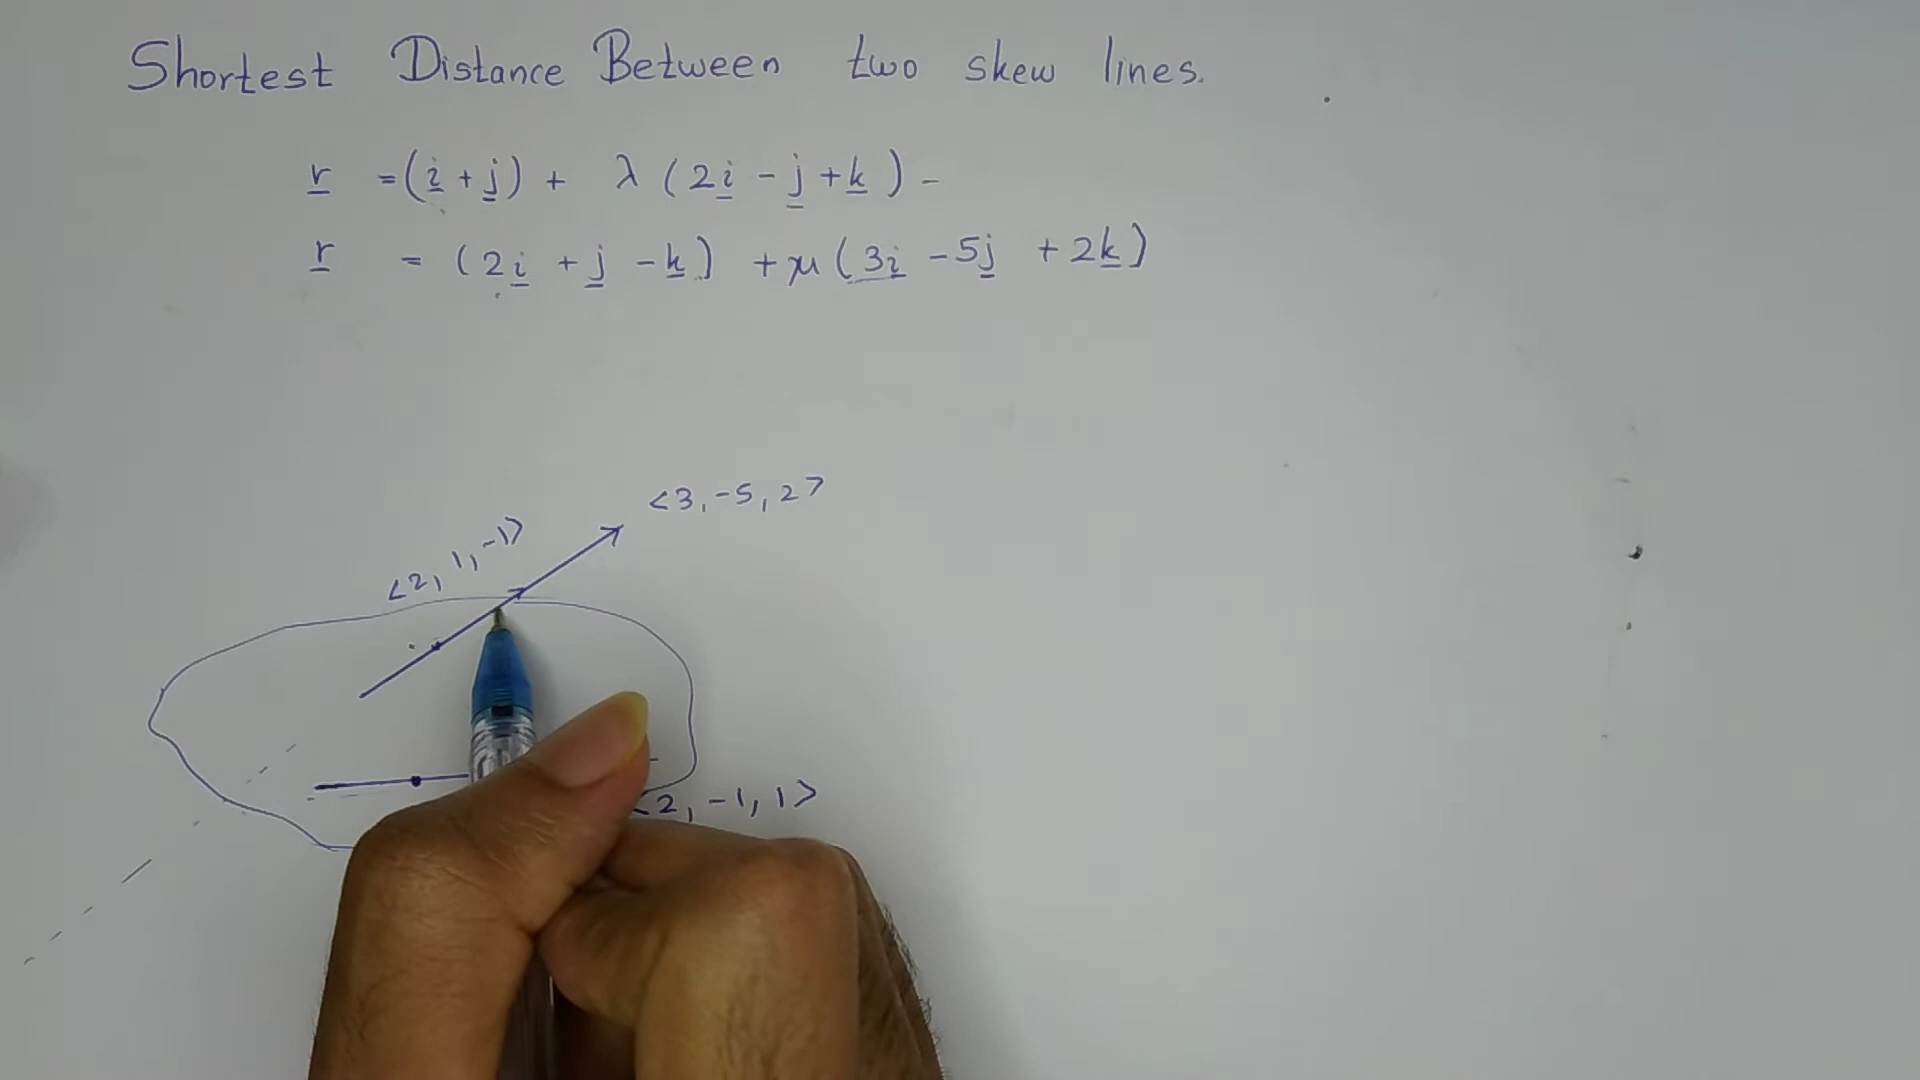 Shortest Distance Between two skew lines.
r = (i + j) + λ (2i - j + k) -
r = (2i + j - k) + μ (3i - 5j + 2k)
<3, -5, 2>
<2, 1, -1>
<2, -1, 1>